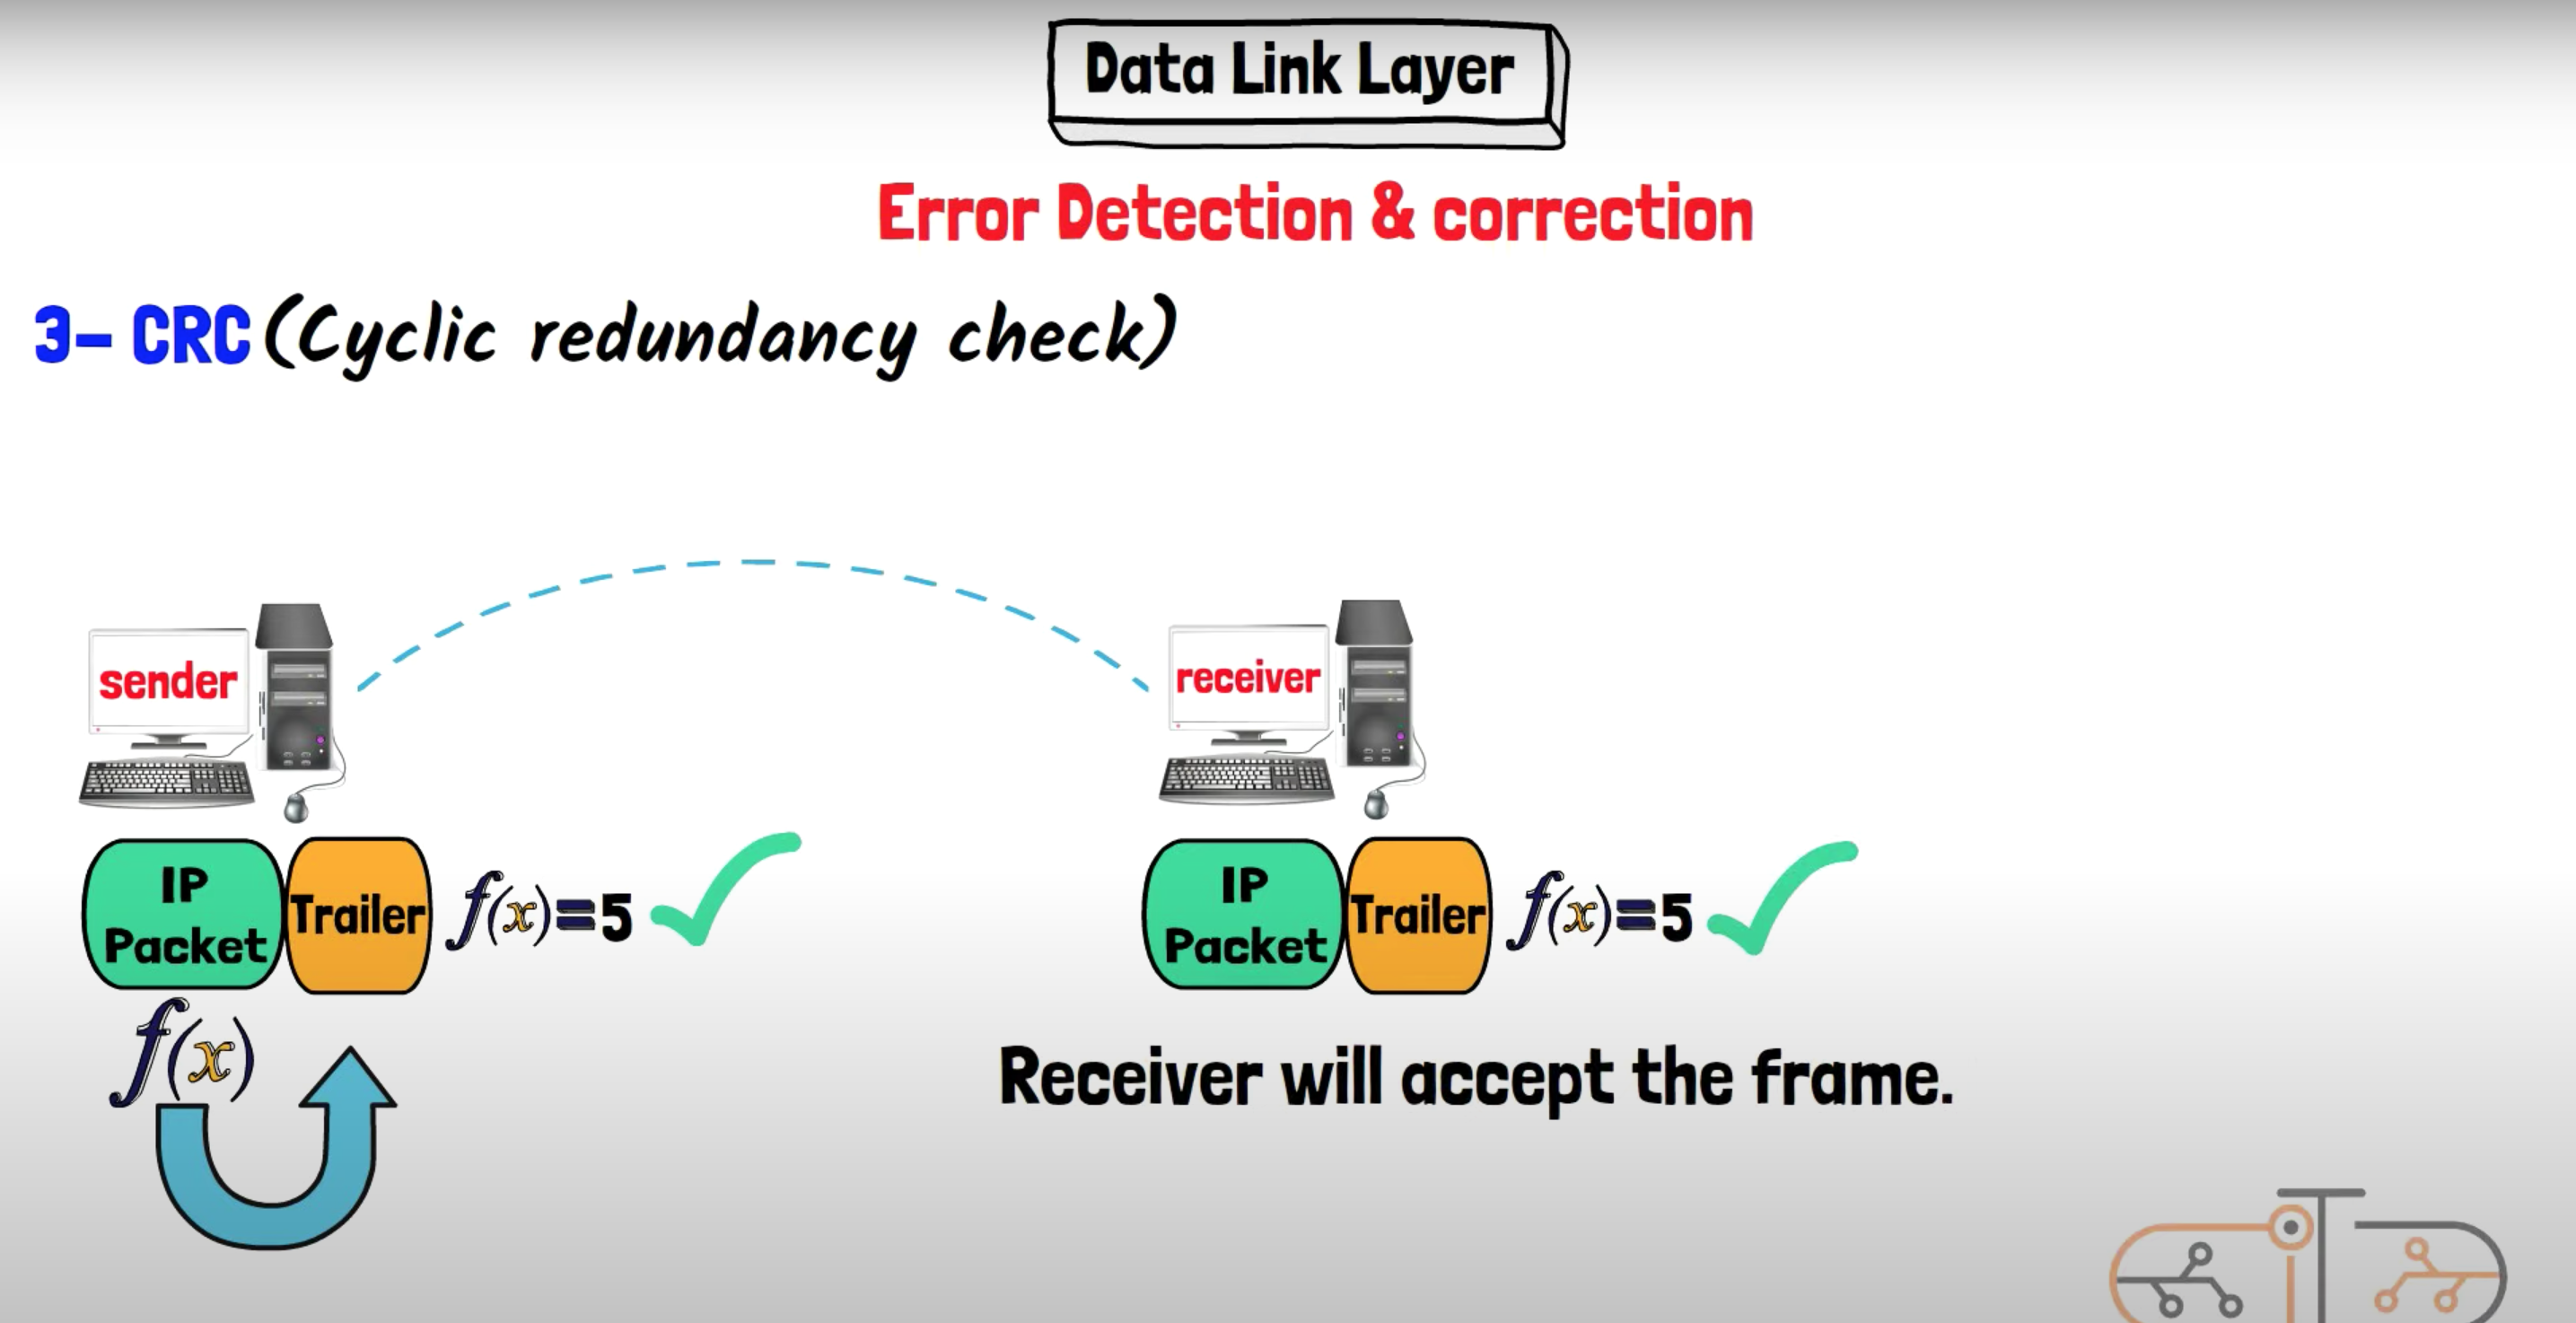 Data Link Layer
Error Detection & correction
3- CRC (Cyclic redundancy check)
sender
receiver
IP
Packet
Trailer
f(x)=5
IP
Packet
Trailer
f(x)=5
f(x)
Receiver will accept the frame.